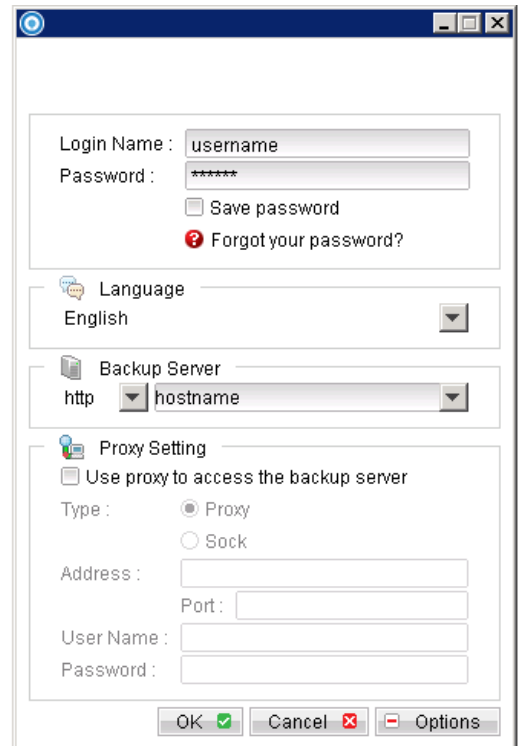 Login Name : username
Password : ******
Save password
Forgot your password?
Language
English
Backup Server
http hostname
Proxy Setting
Use proxy to access the backup server
Type : Proxy
Sock
Address :
Port :
User Name :
Password :
OK Cancel Options